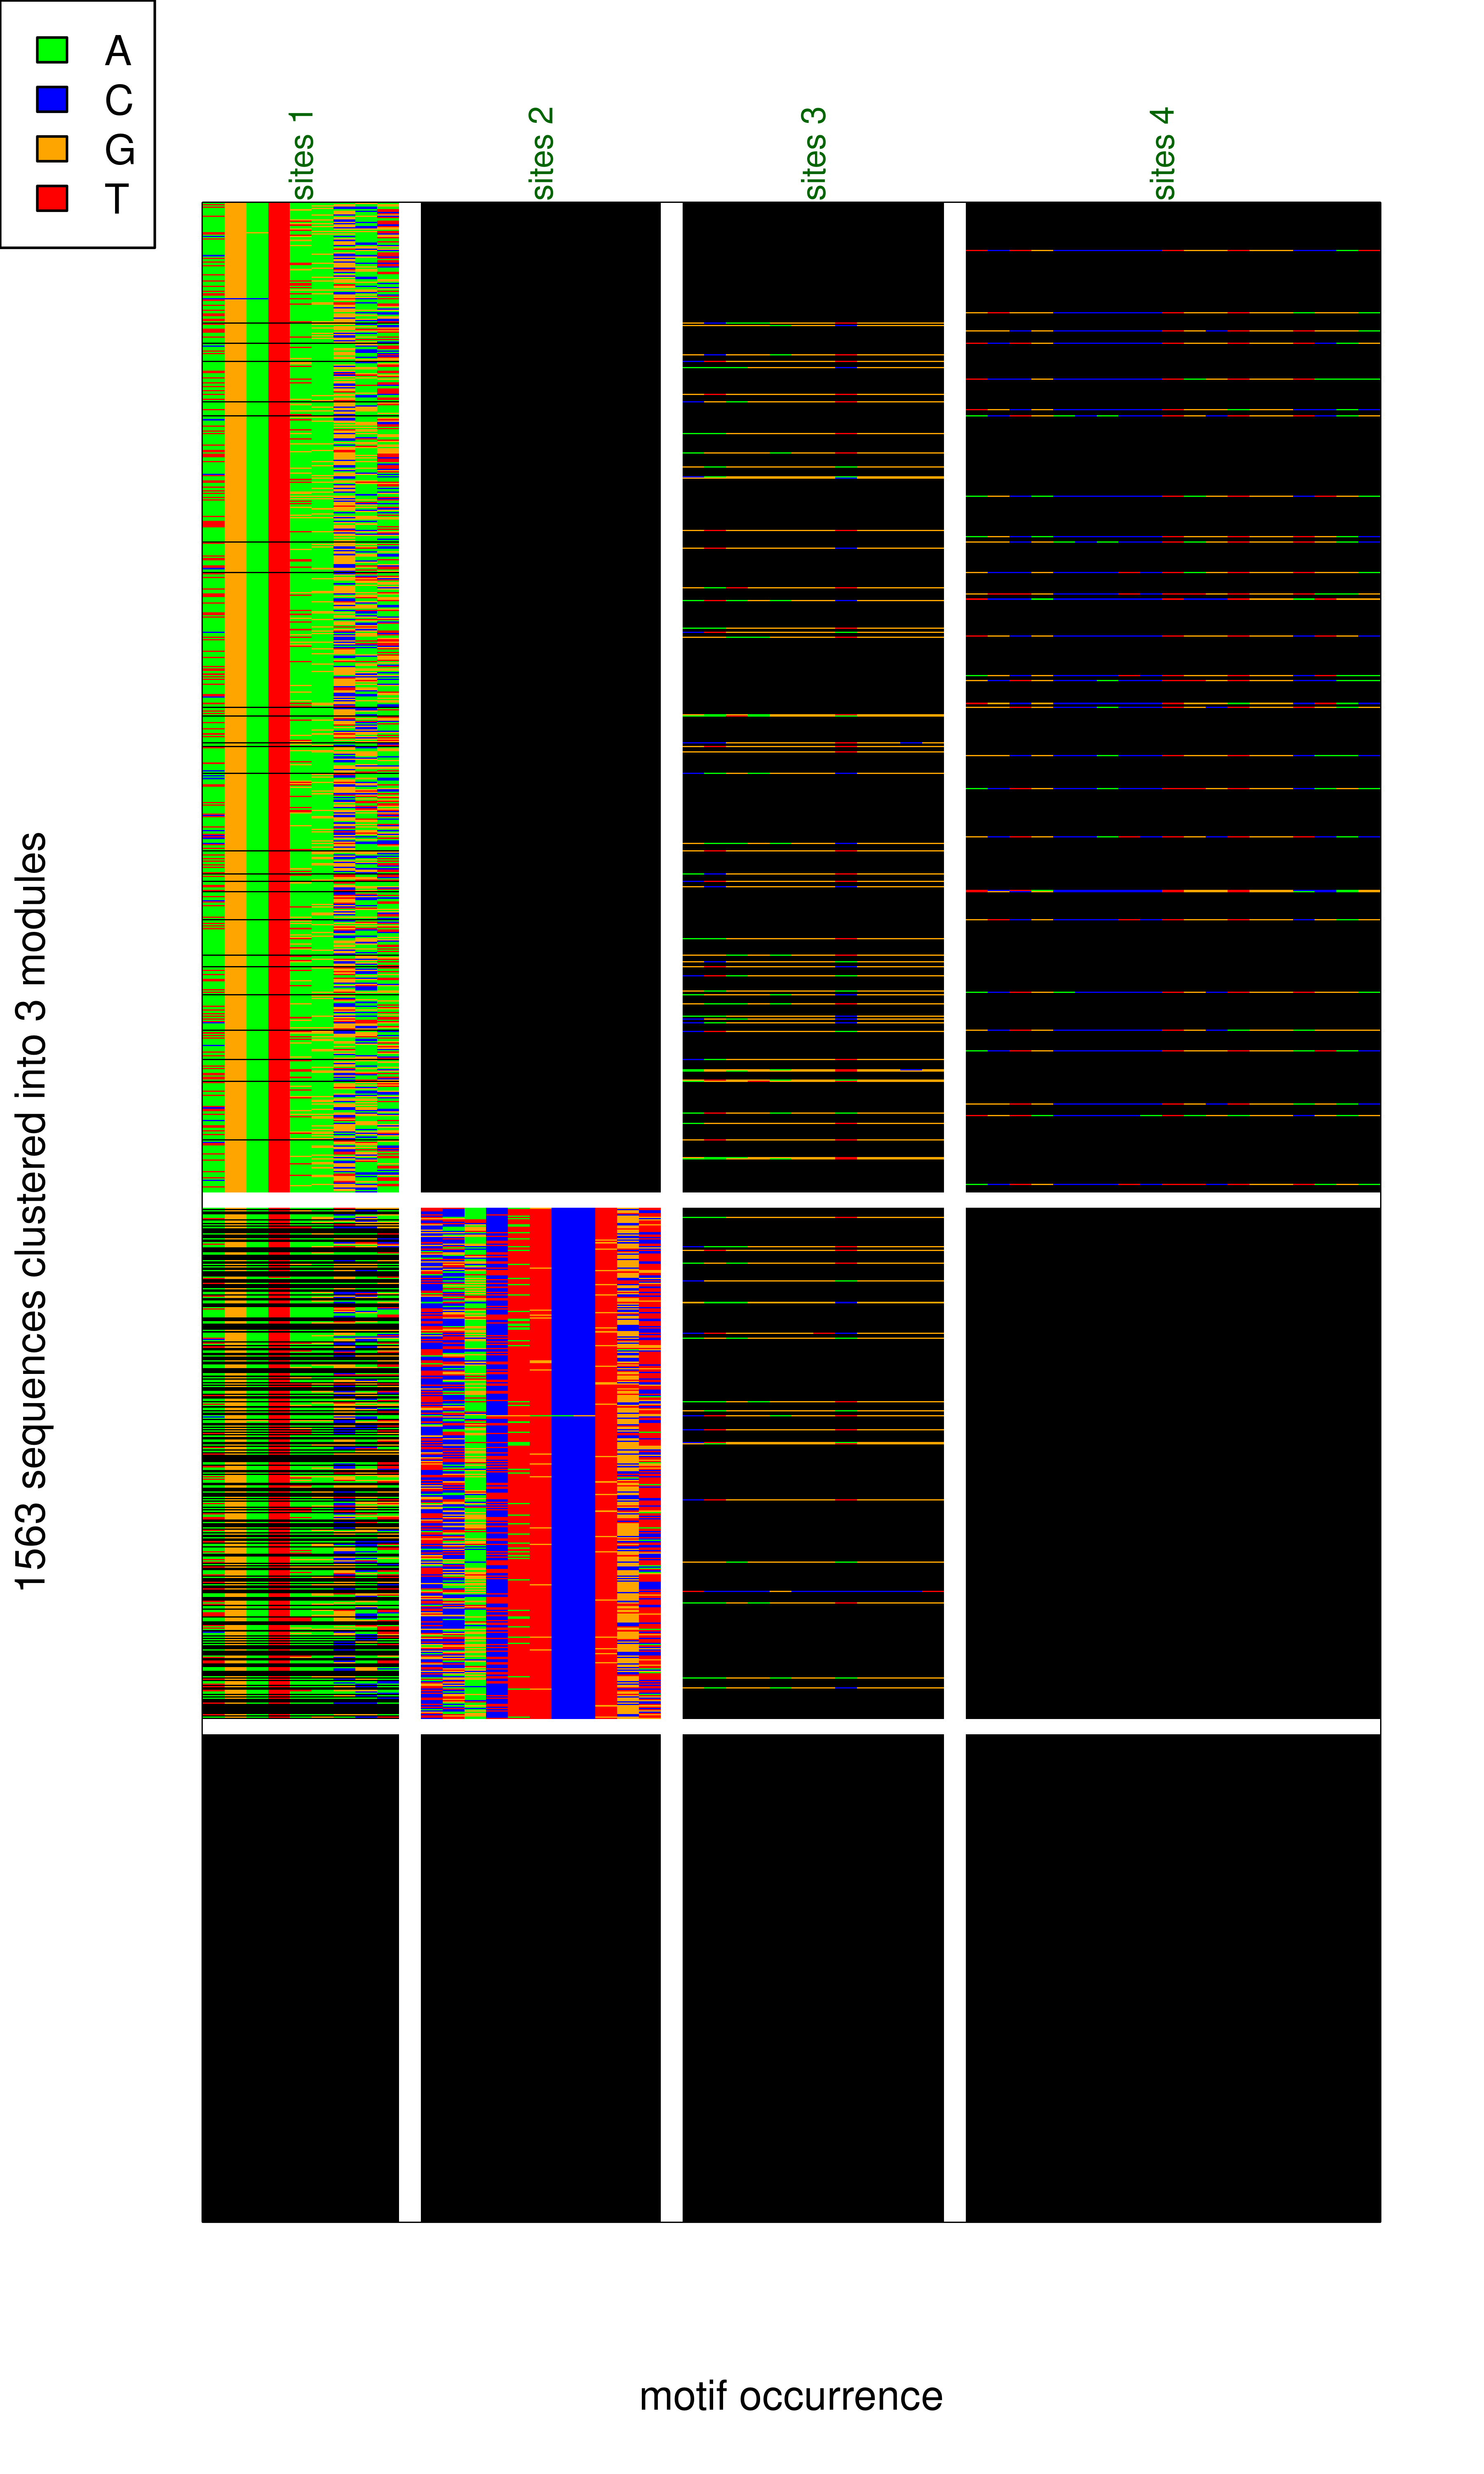 A
C
G
T
sites 1
sites 2
sites 3
sites 4
1563 sequences clustered into 3 modules
motif occurrence